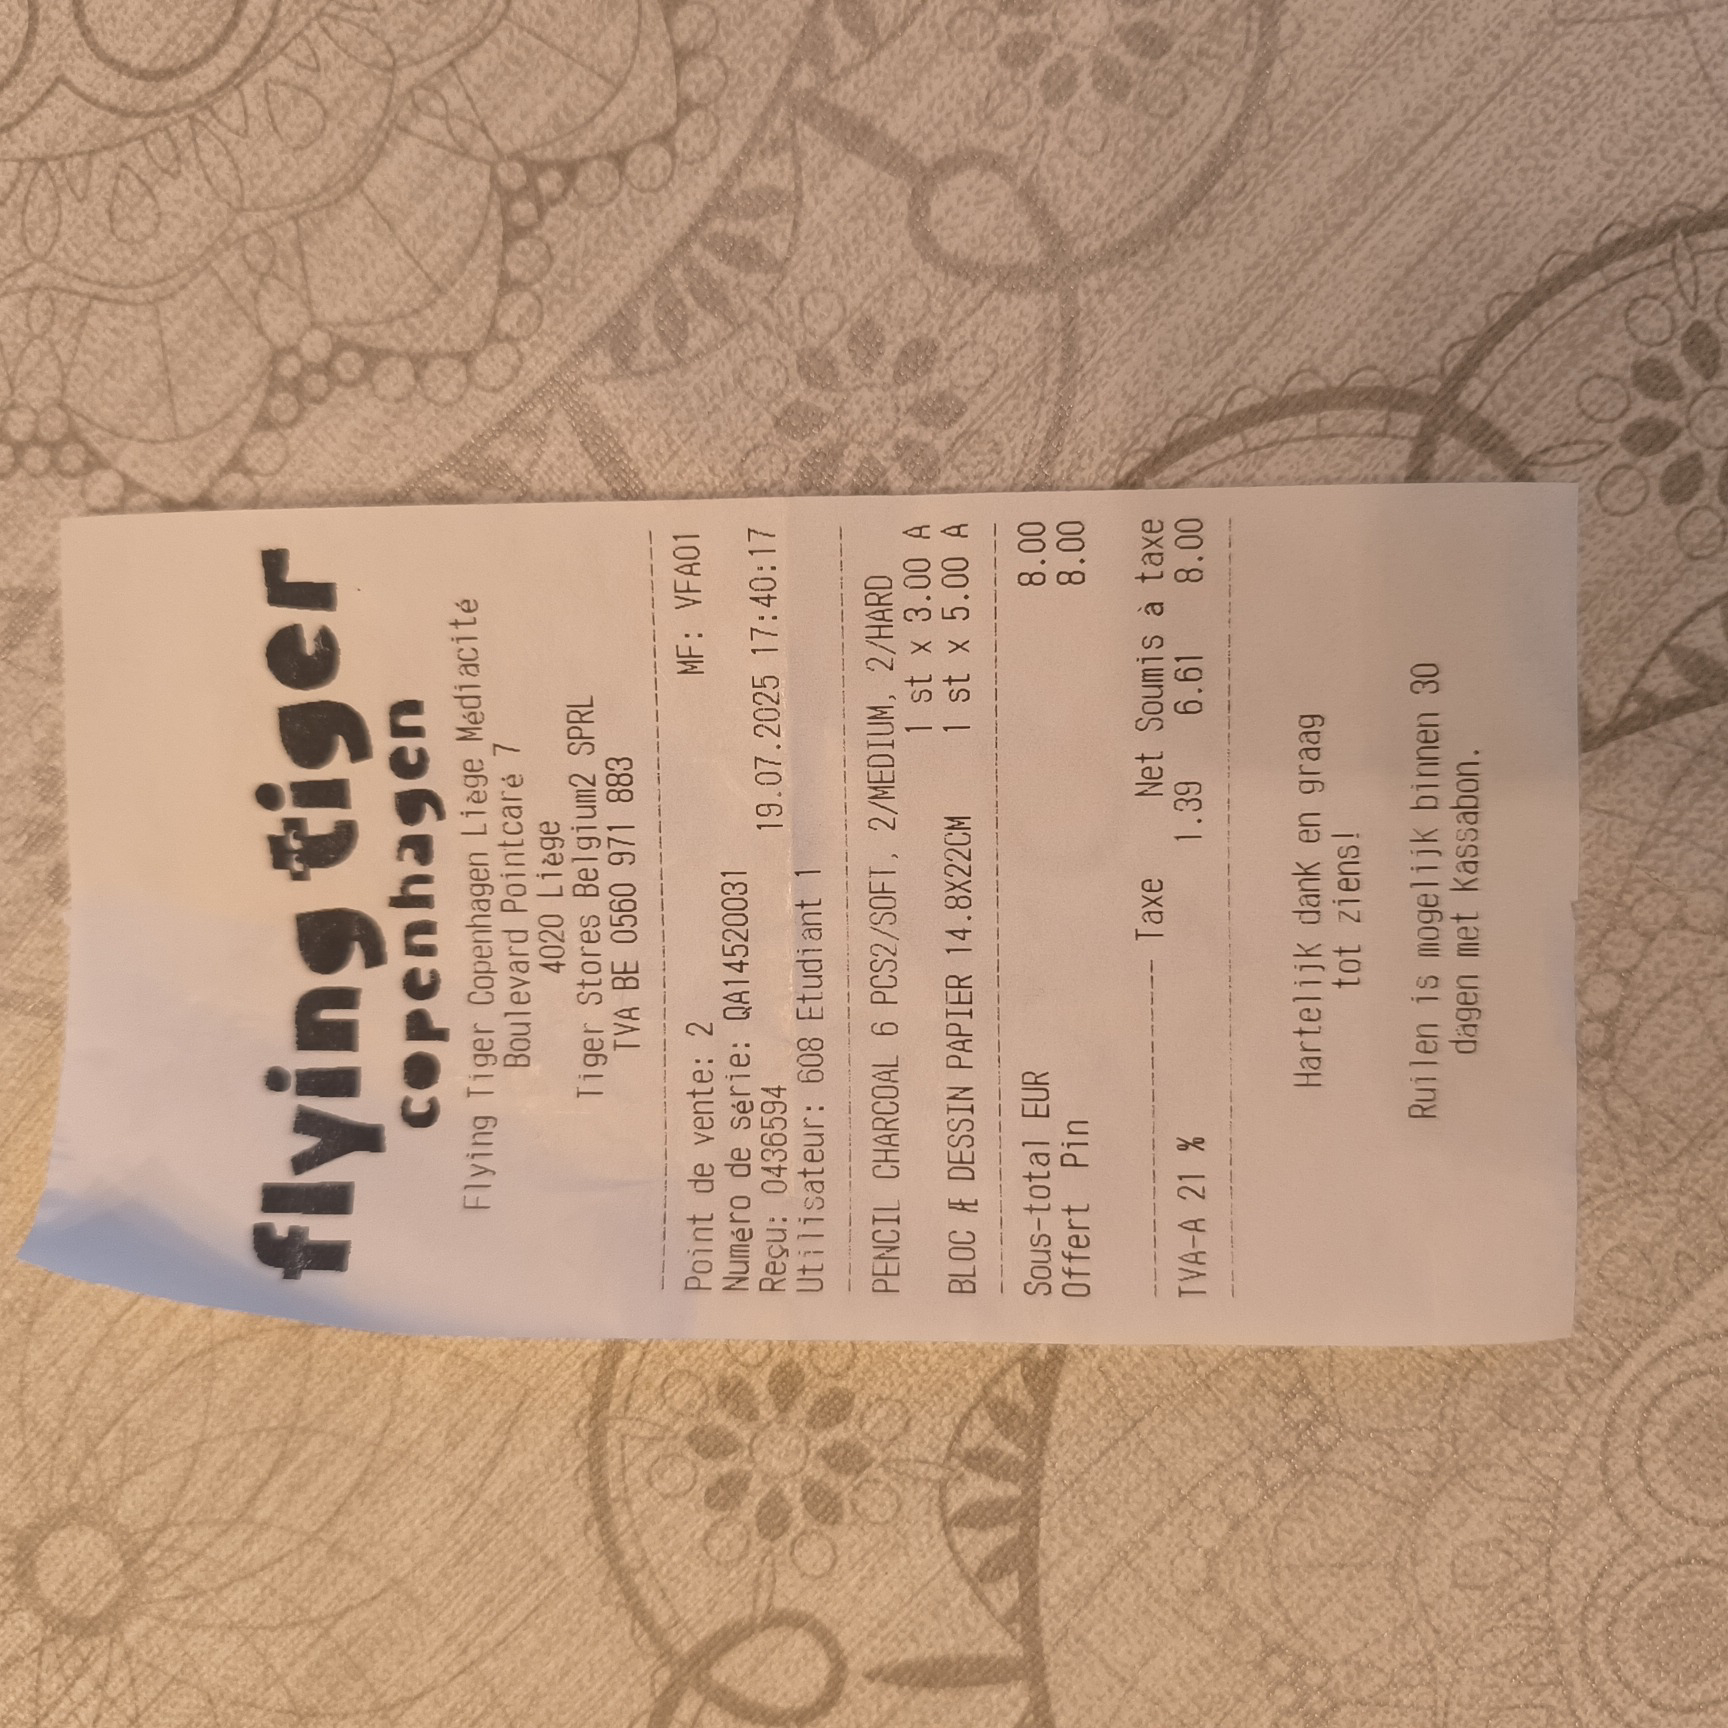 flying tiger
copenhagen
Flying Tiger Copenhagen Liège Médiacité
Boulevard Pointcaré 7
4020 Liège
Tiger Stores Belgium2 SPRL
TVA BE 0560 971 883
Point de vente: 2 MF: VFA01
Numéro de série: QA14520031
Reçu: 0436594 19.07.2025 17:40:17
Utilisateur: 608 Etudiant 1
PENCIL CHARCOAL 6 PCS2/SOFT, 2/MEDIUM, 2/HARD
1 st x 3.00 A
BLOC Æ DESSIN PAPIER 14.8X22CM 1 st x 5.00 A
Sous-total EUR 8.00
Offert Pin 8.00
Taxe Net Soumis à taxe
TVA-A 21 % 1.39 6.61 8.00
Hartelijk dank en graag
tot ziens!
Ruilen is mogelijk binnen 30
dagen met Kassabon.